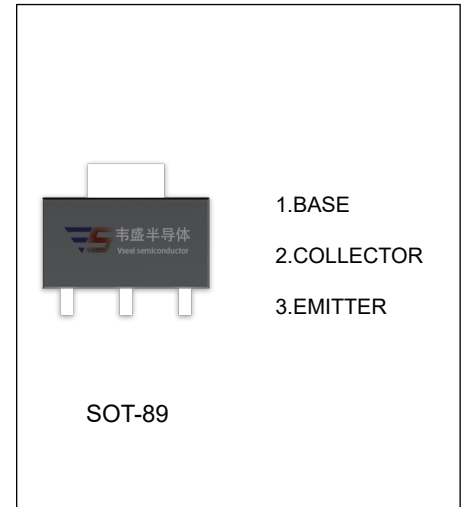 韦盛半导体
Vseel semiconductor
1.BASE
2.COLLECTOR
3.EMITTER
SOT-89